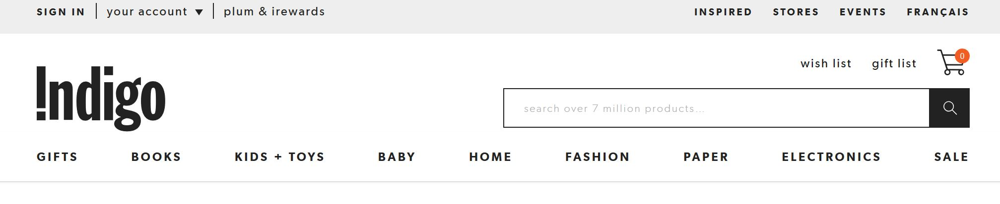 SIGN IN | your account | plum & irewards INSPIRED STORES EVENTS FRANÇAIS
wish list gift list 0
!ndigo
search over 7 million products...
GIFTS BOOKS KIDS + TOYS BABY HOME FASHION PAPER ELECTRONICS SALE